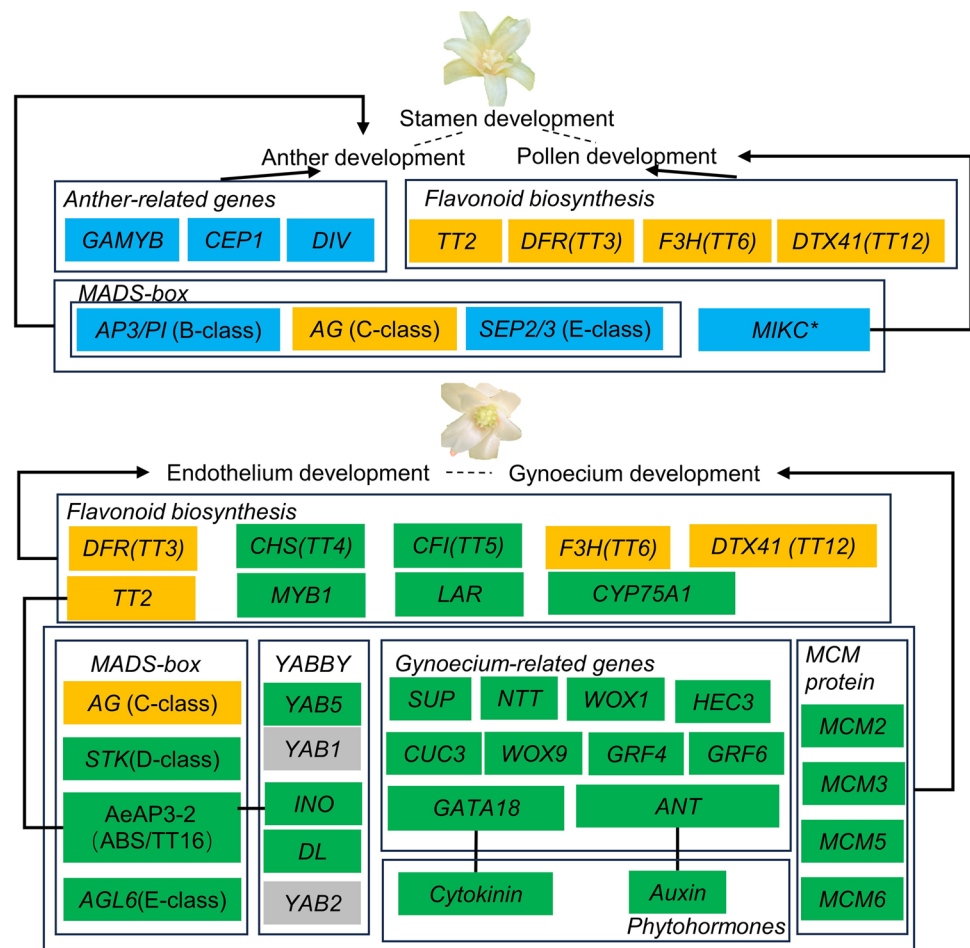 Stamen development
Anther development
Pollen development
Anther-related genes
GAMYB
CEP1
DIV
Flavonoid biosynthesis
TT2
DFR(TT3)
F3H(TT6)
DTX41(TT12)
MADS-box
AP3/PI (B-class)
AG (C-class)
SEP2/3 (E-class)
MIKC*
Endothelium development
Gynoecium development
Flavonoid biosynthesis
DFR(TT3)
CHS(TT4)
CFI(TT5)
F3H(TT6)
DTX41 (TT12)
TT2
MYB1
LAR
CYP75A1
MADS-box
AG (C-class)
STK(D-class)
AeAP3-2
(ABS/TT16)
AGL6(E-class)
YABBY
YAB5
YAB1
INO
DL
YAB2
Gynoecium-related genes
SUP
NTT
WOX1
HEC3
CUC3
WOX9
GRF4
GRF6
GATA18
ANT
Cytokinin
Auxin
Phytohormones
MCM
protein
MCM2
MCM3
MCM5
MCM6